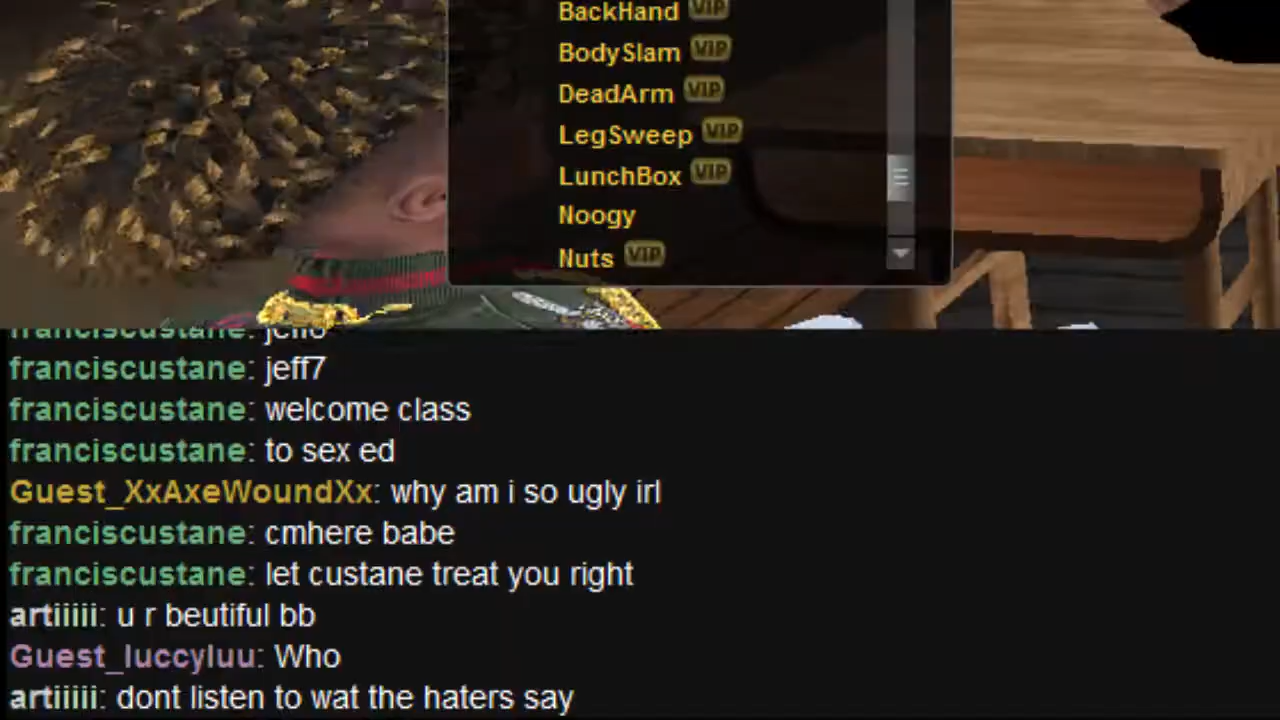 BackHand VIP
BodySlam VIP
DeadArm VIP
LegSweep VIP
LunchBox VIP
Noogy
Nuts VIP
franciscustane:
franciscustane: jeff7
franciscustane: welcome class
franciscustane: to sex ed
Guest_XxAxeWoundXx: why am i so ugly irl
franciscustane: cmhere babe
franciscustane: let custane treat you right
artiiiii: u r beutiful bb
Guest_luccyluu: Who
artiiiii: dont listen to wat the haters say